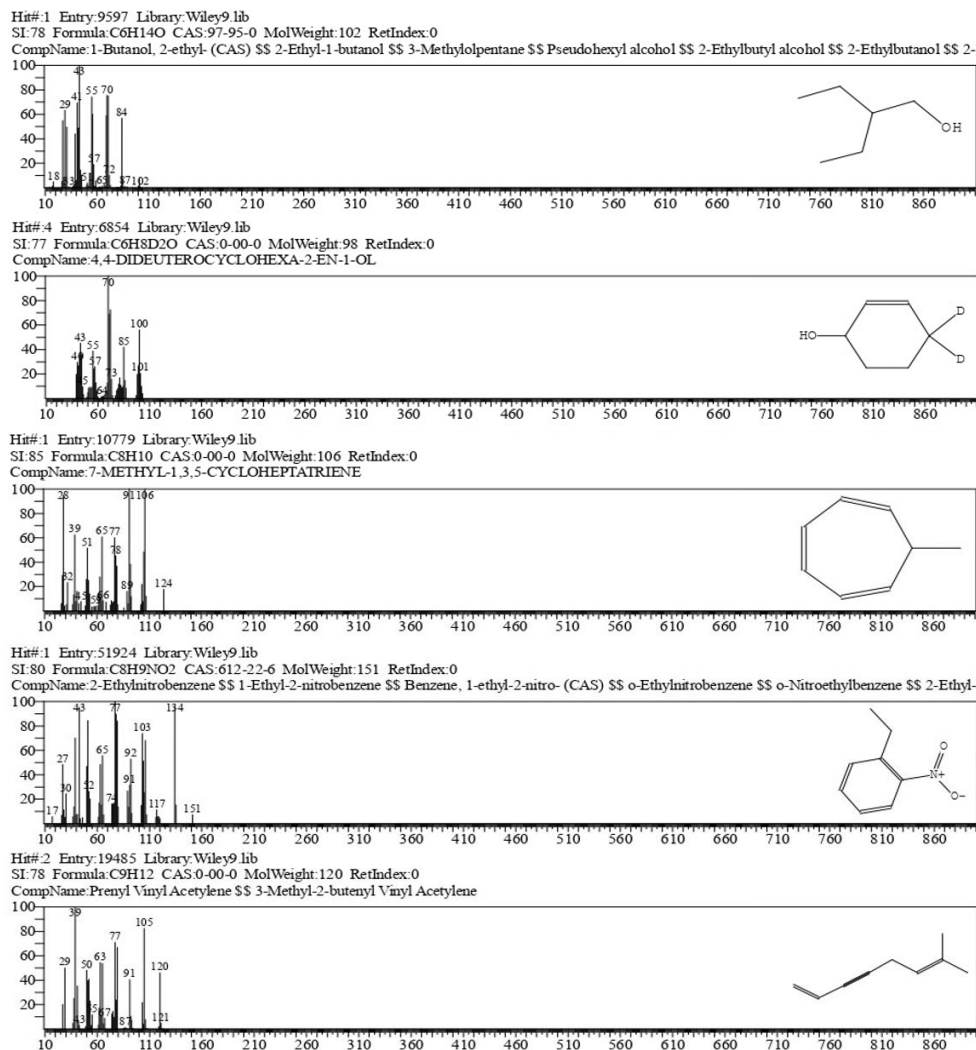 Hit#:1 Entry:9597 Library:Wiley9.lib
SI:78 Formula:C6H14O CAS:97-95-0 MolWeight:102 RetIndex:0
CompName:1-Butanol, 2-ethyl- (CAS) $$ 2-Ethyl-1-butanol $$ 3-Methylolpentane $$ Pseudohexyl alcohol $$ 2-Ethylbutyl alcohol $$ 2-Ethylbutanol $$ 2-
100
80
60
40
20
18 29 41 43 55 57 70 72 84 87 102
OH
10 60 110 160 210 260 310 360 410 460 510 560 610 660 710 760 810 860
Hit#:4 Entry:6854 Library:Wiley9.lib
SI:77 Formula:C6H8D2O CAS:0-00-0 MolWeight:98 RetIndex:0
CompName:4,4-DIDEUTEROCYCLOHEXA-2-EN-1-OL
100
80
60
40
20
43 55 57 70 73 85 100 101
HO D D
10 60 110 160 210 260 310 360 410 460 510 560 610 660 710 760 810 860
Hit#:1 Entry:10779 Library:Wiley9.lib
SI:85 Formula:C8H10 CAS:0-00-0 MolWeight:106 RetIndex:0
CompName:7-METHYL-1,3,5-CYCLOHEPTATRIENE
100
80
60
40
20
28 32 39 45 51 65 66 77 78 89 91 106 124
10 60 110 160 210 260 310 360 410 460 510 560 610 660 710 760 810 860
Hit#:1 Entry:51924 Library:Wiley9.lib
SI:80 Formula:C8H9NO2 CAS:612-22-6 MolWeight:151 RetIndex:0
CompName:2-Ethylnitrobenzene $$ 1-Ethyl-2-nitrobenzene $$ Benzene, 1-ethyl-2-nitro- (CAS) $$ o-Ethylnitrobenzene $$ o-Nitroethylbenzene $$ 2-Ethyl-
100
80
60
40
20
17 27 30 43 52 65 77 91 92 103 117 134 151
O N+ O-
10 60 110 160 210 260 310 360 410 460 510 560 610 660 710 760 810 860
Hit#:2 Entry:19485 Library:Wiley9.lib
SI:78 Formula:C9H12 CAS:0-00-0 MolWeight:120 RetIndex:0
CompName:Prenyl Vinyl Acetylene $$ 3-Methyl-2-butenyl Vinyl Acetylene
100
80
60
40
20
29 39 43 50 63 67 77 87 91 105 120 121
10 60 110 160 210 260 310 360 410 460 510 560 610 660 710 760 810 860